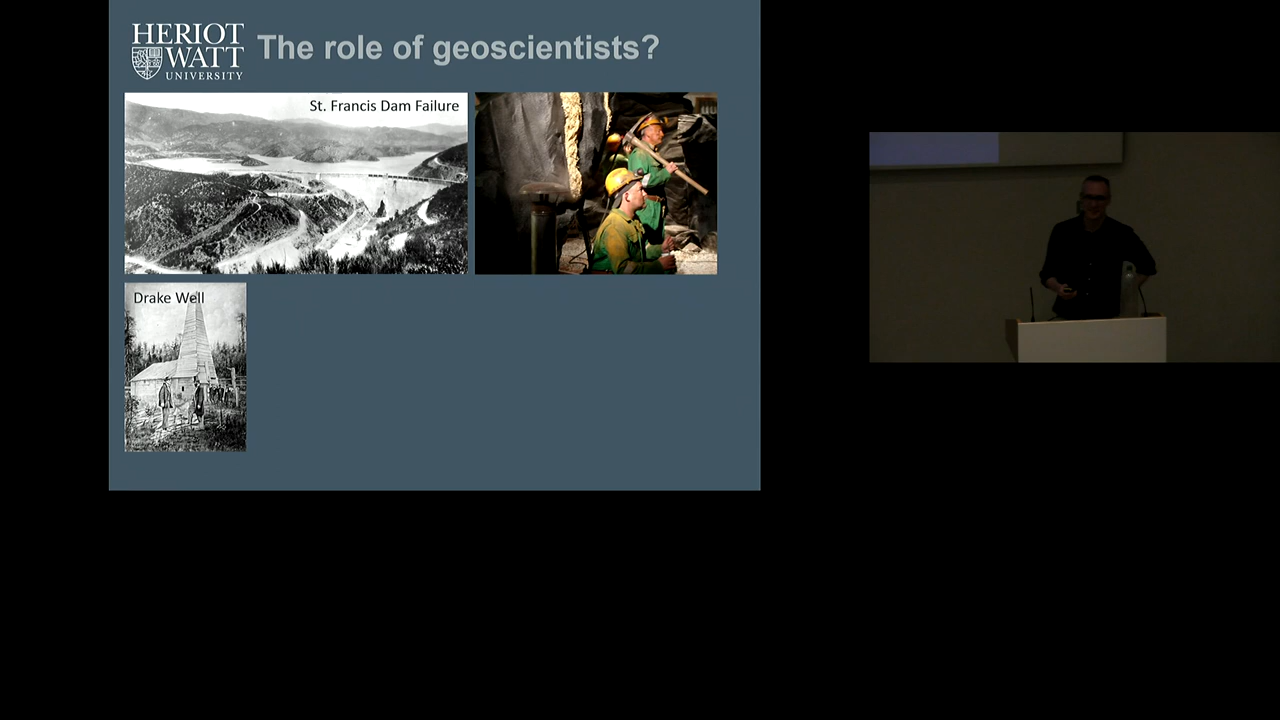 HERIOT
WATT
UNIVERSITY
The role of geoscientists?
St. Francis Dam Failure
Drake Well